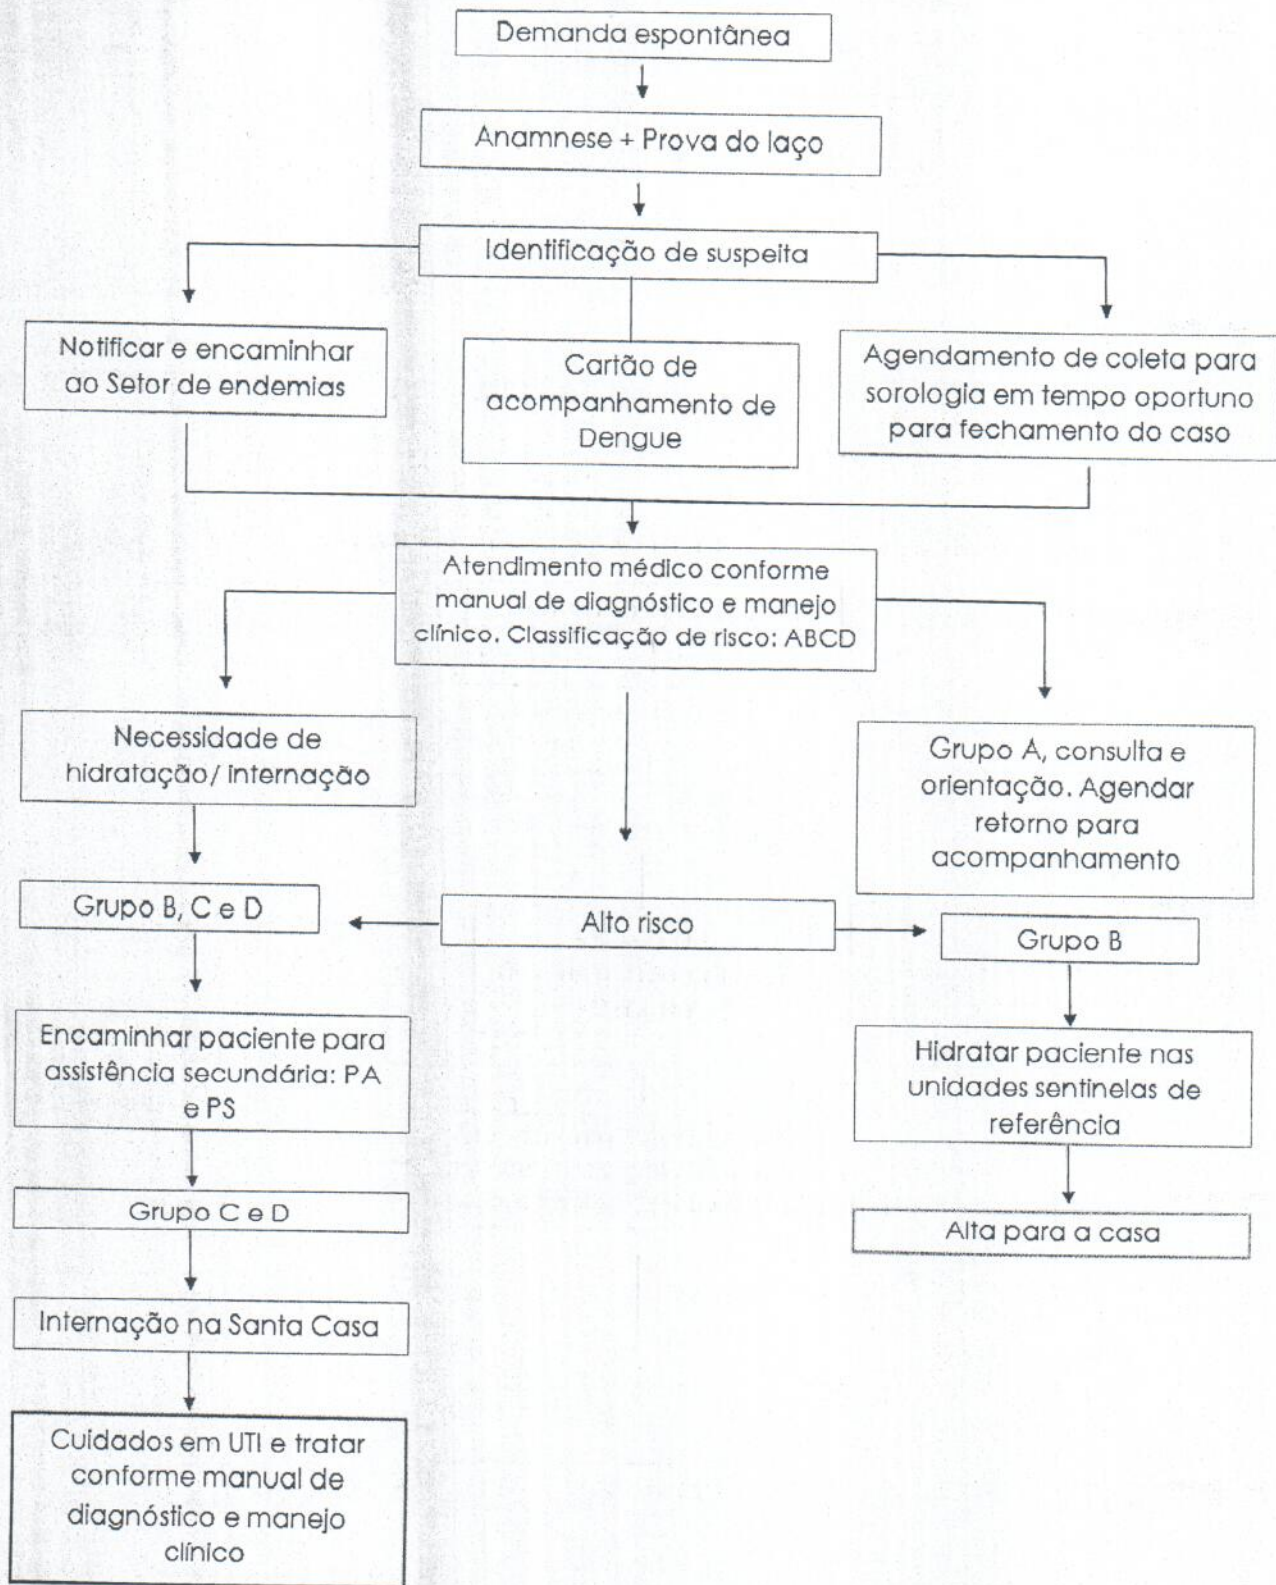 Demanda espontânea
Anamnese + Prova do laço
Identificação de suspeita
Notificar e encaminhar
ao Setor de endemias
Cartão de
acompanhamento de
Dengue
Agendamento de coleta para
sorologia em tempo oportuno
para fechamento do caso
Atendimento médico conforme
manual de diagnóstico e manejo
clínico. Classificação de risco: ABCD
Necessidade de
hidratação/ internação
Grupo A, consulta e
orientação. Agendar
retorno para
acompanhamento
Grupo B, C e D
Alto risco
Grupo B
Encaminhar paciente para
assistência secundária: PA
e PS
Hidratar paciente nas
unidades sentinelas de
referência
Grupo C e D
Alta para a casa
Internação na Santa Casa
Cuidados em UTI e tratar
conforme manual de
diagnóstico e manejo
clínico